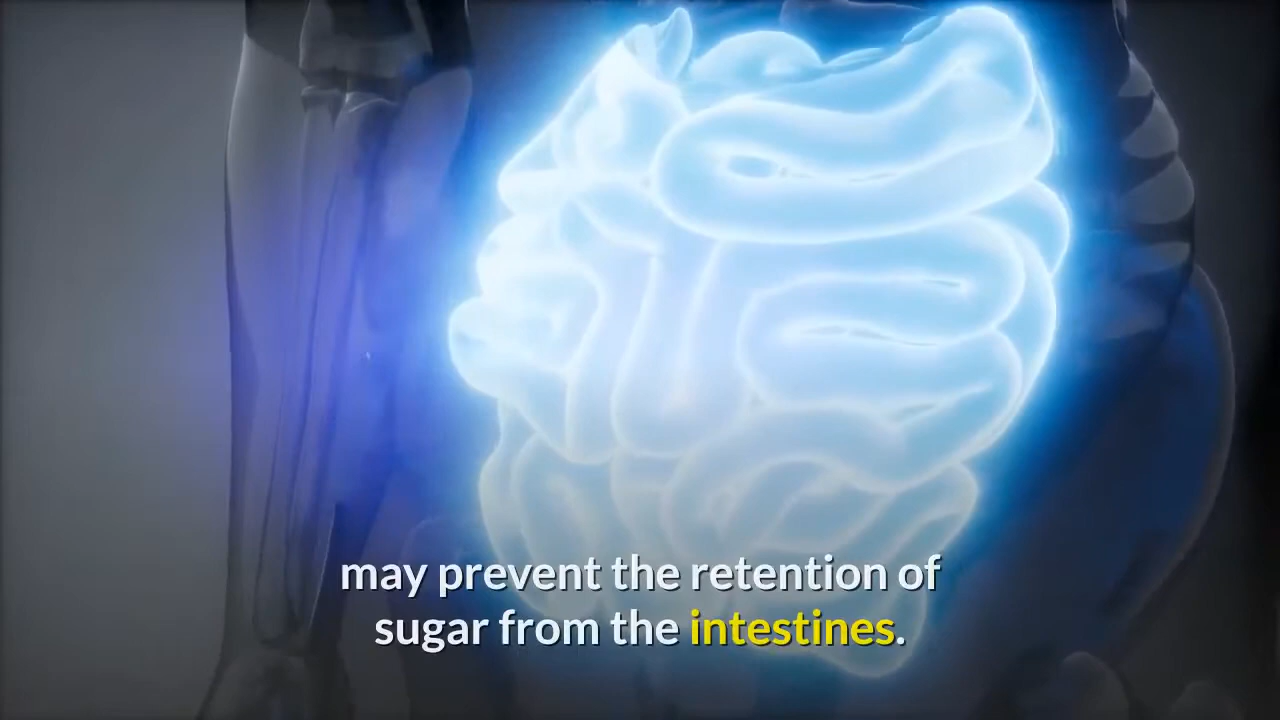 may prevent the retention of
sugar from the intestines.